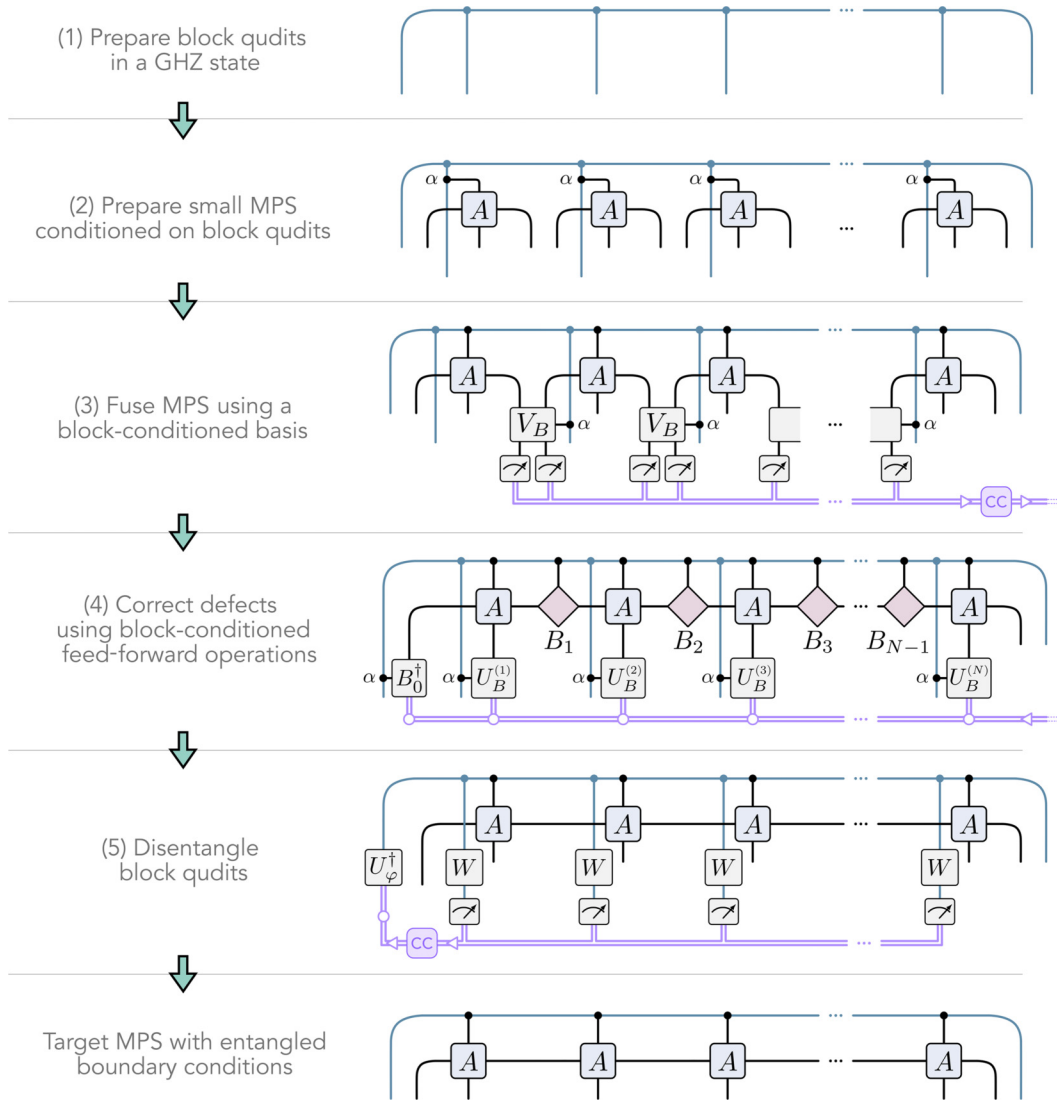 (1) Prepare block qudits
in a GHZ state
...
(2) Prepare small MPS
conditioned on block qudits
...
α α α α
A A A A
...
(3) Fuse MPS using a
block-conditioned basis
...
A A A A
V_B α V_B α ... α
... CC
(4) Correct defects
using block-conditioned
feed-forward operations
...
A A A ... A
B_1 B_2 B_3 B_{N-1}
α B_0^† α U_B^{(1)} α U_B^{(2)} α U_B^{(3)} α U_B^{(N)}
...
(5) Disentangle
block qudits
...
A A A ... A
U_φ^† W W W W
CC ...
Target MPS with entangled
boundary conditions
...
A A A ... A